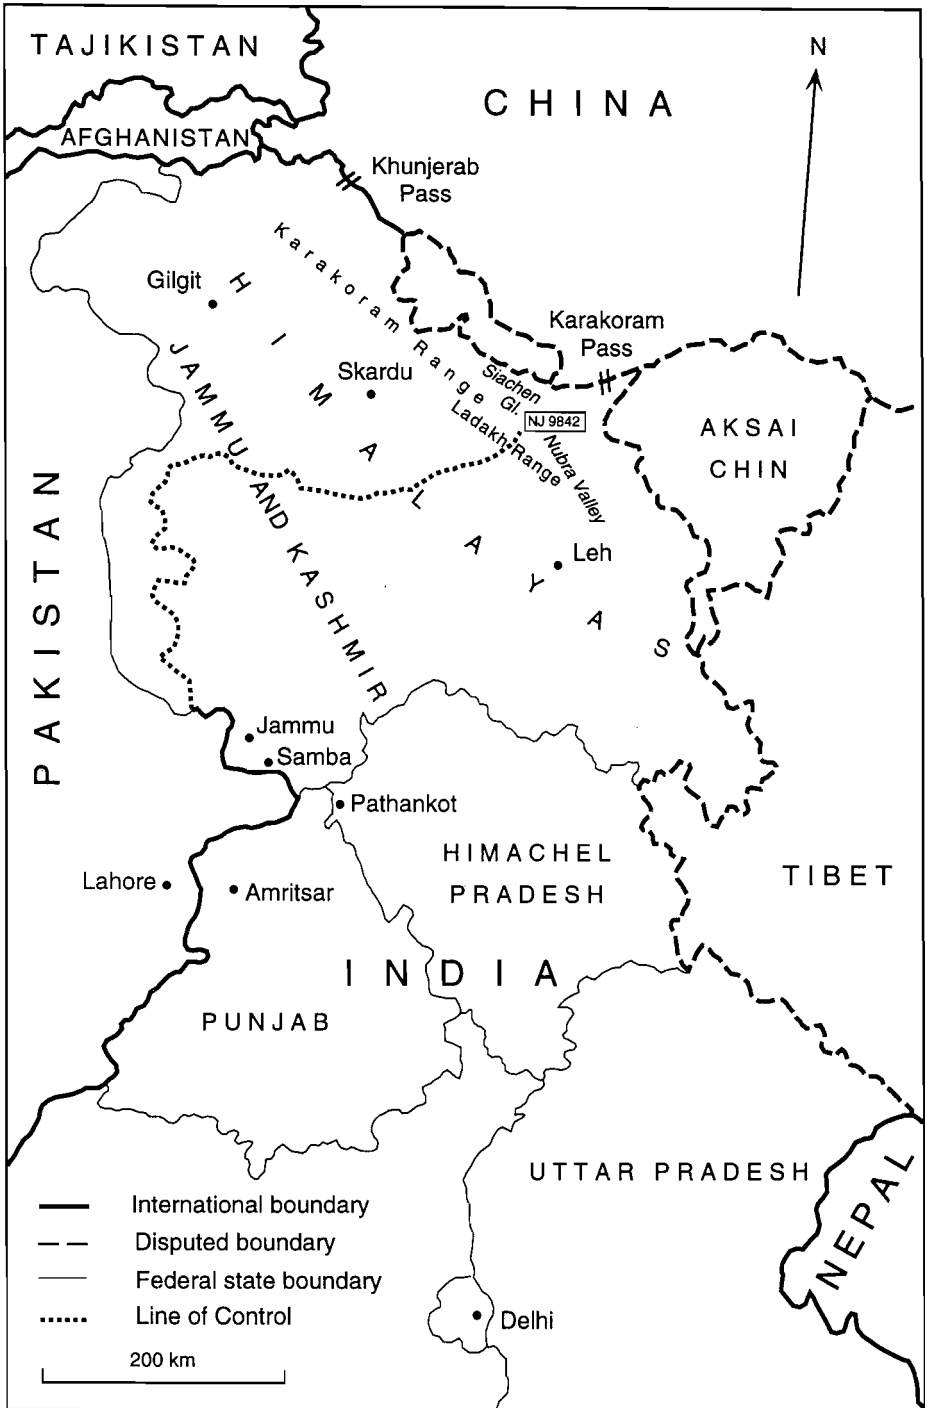 TAJIKISTAN
N
CHINA
AFGHANISTAN
Khunjerab
Pass
Karakoram Range
Gilgit
HIMALAYAS
Karakoram
Pass
JAMMU AND KASHMIR
Skardu
Siachen
Gl.
NJ 9842
Ladakh Range
Nubra Valley
AKSAI
CHIN
PAKISTAN
Leh
Jammu
Samba
Pathankot
HIMACHEL
PRADESH
TIBET
Lahore
Amritsar
INDIA
PUNJAB
UTTAR PRADESH
NEPAL
International boundary
Disputed boundary
Federal state boundary
Line of Control
Delhi
200 km